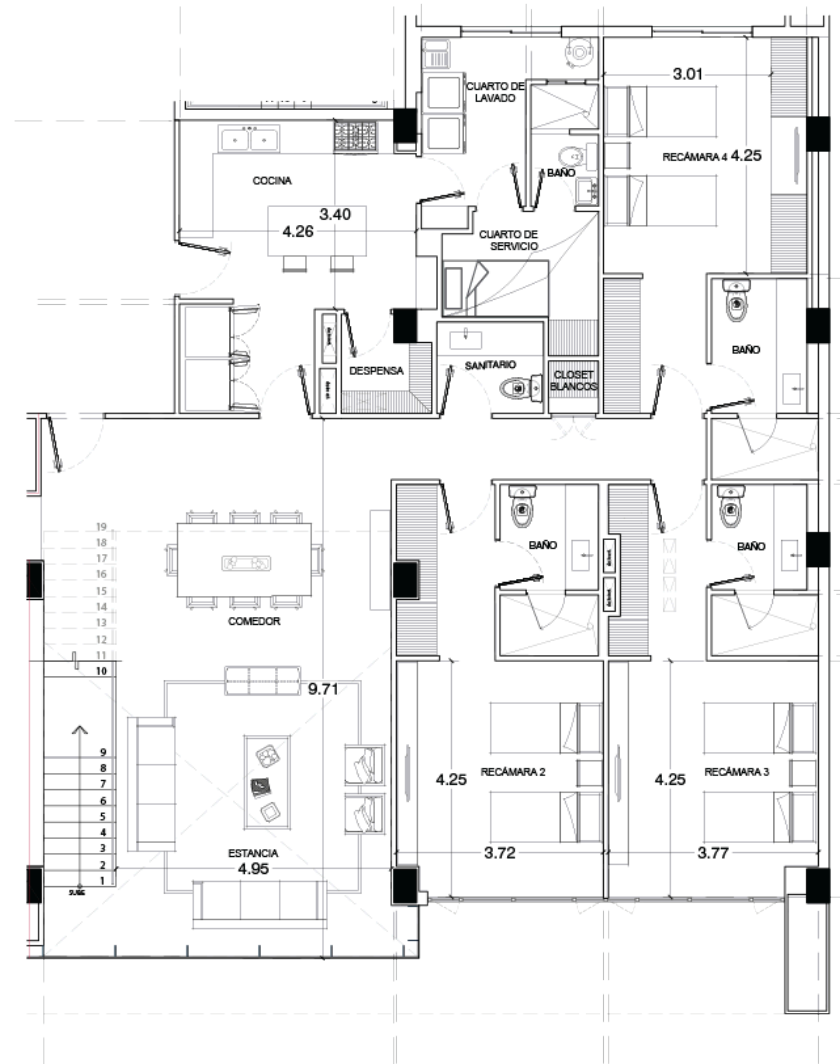 CUARTO DE
LAVADO
3.01
COCINA
BAÑO
RECÁMARA 4
4.25
3.40
4.26
CUARTO DE
SERVICIO
BAÑO
DESPENSA
SANITARIO
CLOSET
BLANCOS
19
18
17
16
15
14
13
12
11
10
9
8
7
6
5
4
3
2
1
SUBE
COMEDOR
BAÑO
BAÑO
9.71
4.25
RECÁMARA 2
4.25
RECÁMARA 3
ESTANCIA
4.95
3.72
3.77